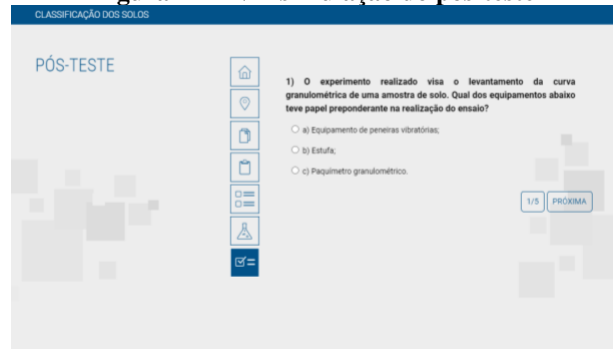 CLASSIFICAÇÃO DOS SOLOS
PÓS-TESTE
1) O experimento realizado visa o levantamento da curva
granulométrica de uma amostra de solo. Qual dos equipamentos abaixo
teve papel preponderante na realização do ensaio?
a) Equipamento de peneiras vibratórias;
b) Estufa;
c) Paquímetro granulométrico.
1/5 PRÓXIMA